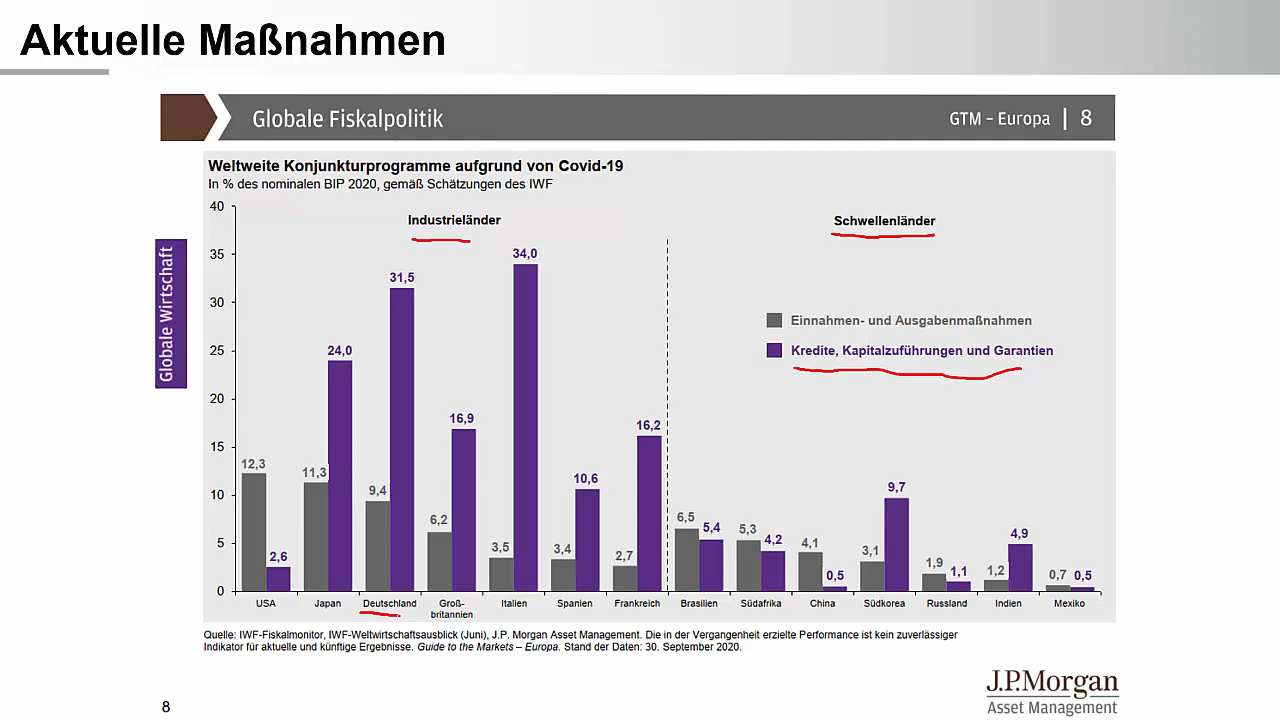 Aktuelle Maßnahmen
Globale Fiskalpolitik
GTM – Europa | 8
Weltweite Konjunkturprogramme aufgrund von Covid-19
In % des nominalen BIP 2020, gemäß Schätzungen des IWF
Globale Wirtschaft
Industrieländer
Schwellenländer
Einnahmen- und Ausgabenmaßnahmen
Kredite, Kapitalzuführungen und Garantien
40
35
30
25
20
15
10
5
0
12,3
2,6
11,3
24,0
9,4
31,5
6,2
16,9
3,5
34,0
3,4
10,6
2,7
16,2
6,5
5,4
5,3
4,2
4,1
0,5
3,1
9,7
1,9
1,1
1,2
4,9
0,7
0,5
USA
Japan
Deutschland
Groß-
britannien
Italien
Spanien
Frankreich
Brasilien
Südafrika
China
Südkorea
Russland
Indien
Mexiko
Quelle: IWF-Fiskalmonitor, IWF-Weltwirtschaftsausblick (Juni), J.P. Morgan Asset Management. Die in der Vergangenheit erzielte Performance ist kein zuverlässiger
Indikator für aktuelle und künftige Ergebnisse. Guide to the Markets – Europa. Stand der Daten: 30. September 2020.
8
J.P.Morgan
Asset Management